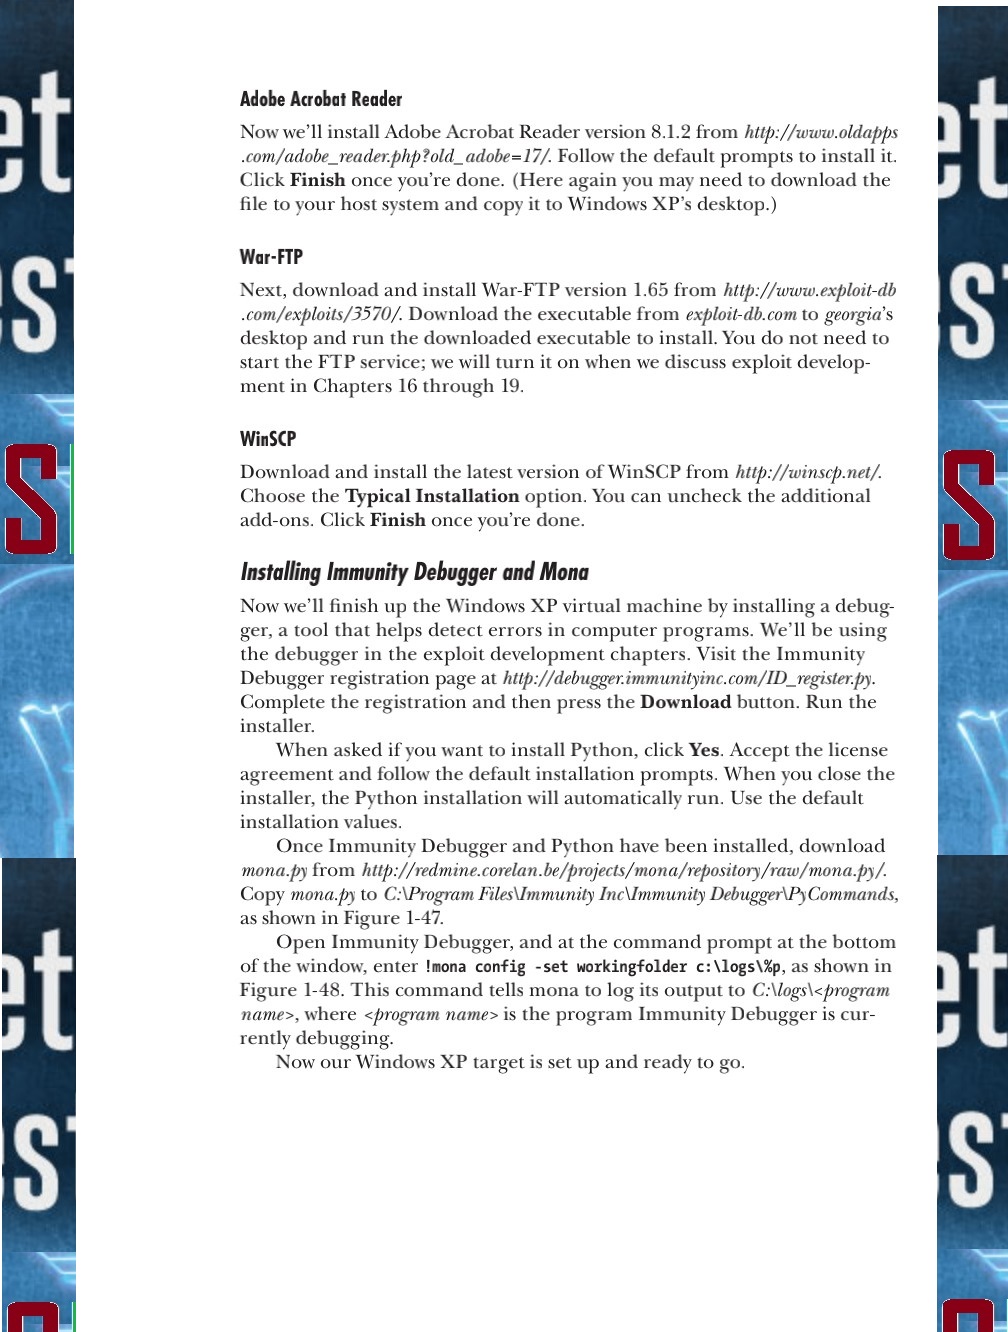 Adobe Acrobat Reader
Now we'll install Adobe Acrobat Reader version 8.1.2 from http://www.oldapps
.com/adobe_reader.php?old_adobe=17/. Follow the default prompts to install it.
Click Finish once you're done. (Here again you may need to download the
file to your host system and copy it to Windows XP's desktop.)
War-FTP
Next, download and install War-FTP version 1.65 from http://www.exploit-db
.com/exploits/3570/. Download the executable from exploit-db.com to georgia's
desktop and run the downloaded executable to install. You do not need to
start the FTP service; we will turn it on when we discuss exploit develop-
ment in Chapters 16 through 19.
WinSCP
Download and install the latest version of WinSCP from http://winscp.net/.
Choose the Typical Installation option. You can uncheck the additional
add-ons. Click Finish once you're done.
Installing Immunity Debugger and Mona
Now we'll finish up the Windows XP virtual machine by installing a debug-
ger, a tool that helps detect errors in computer programs. We'll be using
the debugger in the exploit development chapters. Visit the Immunity
Debugger registration page at http://debugger.immunityinc.com/ID_register.py.
Complete the registration and then press the Download button. Run the
installer.
When asked if you want to install Python, click Yes. Accept the license
agreement and follow the default installation prompts. When you close the
installer, the Python installation will automatically run. Use the default
installation values.
Once Immunity Debugger and Python have been installed, download
mona.py from http://redmine.corelan.be/projects/mona/repository/raw/mona.py/.
Copy mona.py to C:\Program Files\Immunity Inc\Immunity Debugger\PyCommands,
as shown in Figure 1-47.
Open Immunity Debugger, and at the command prompt at the bottom
of the window, enter !mona config -set workingfolder c:\logs\%p, as shown in
Figure 1-48. This command tells mona to log its output to C:\logs\<program
name>, where <program name> is the program Immunity Debugger is cur-
rently debugging.
Now our Windows XP target is set up and ready to go.